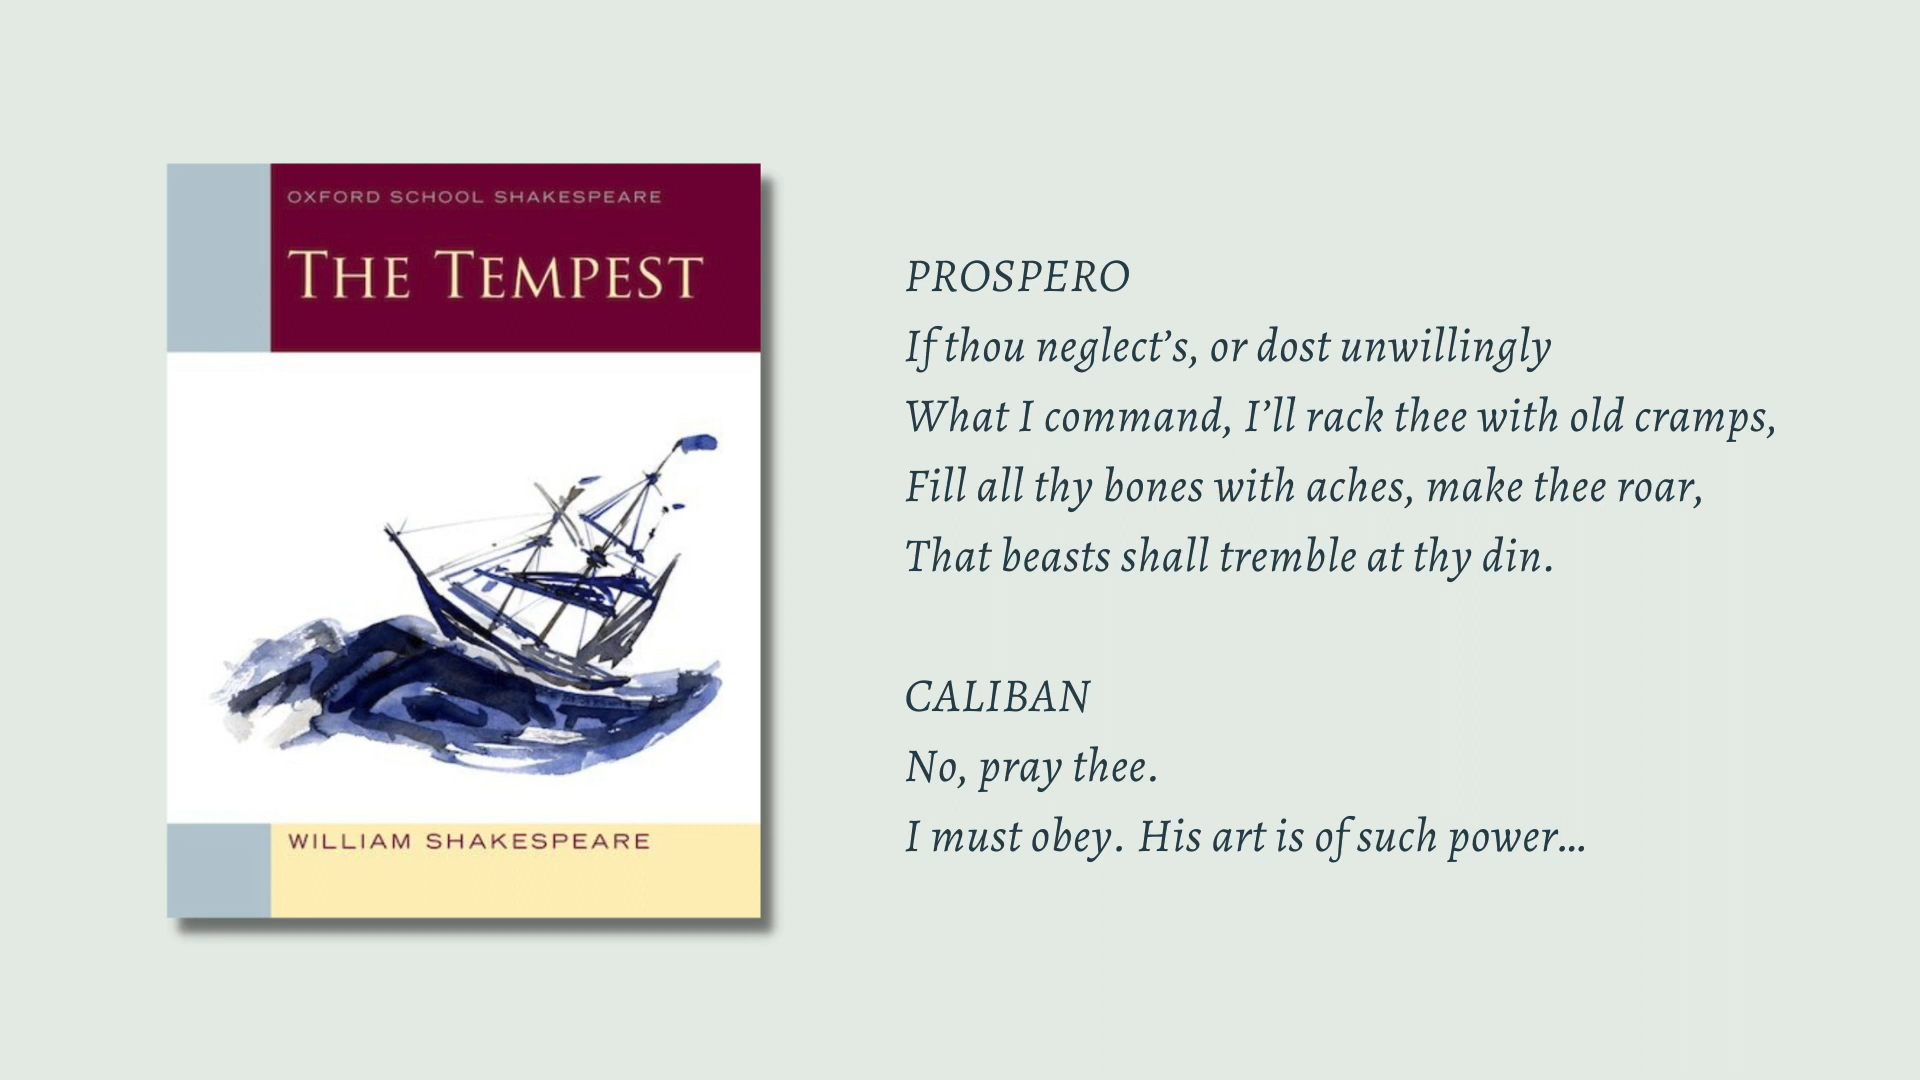 OXFORD SCHOOL SHAKESPEARE
THE TEMPEST
WILLIAM SHAKESPEARE
PROSPERO
If thou neglect’s, or dost unwillingly
What I command, I’ll rack thee with old cramps,
Fill all thy bones with aches, make thee roar,
That beasts shall tremble at thy din.
CALIBAN
No, pray thee.
I must obey. His art is of such power…